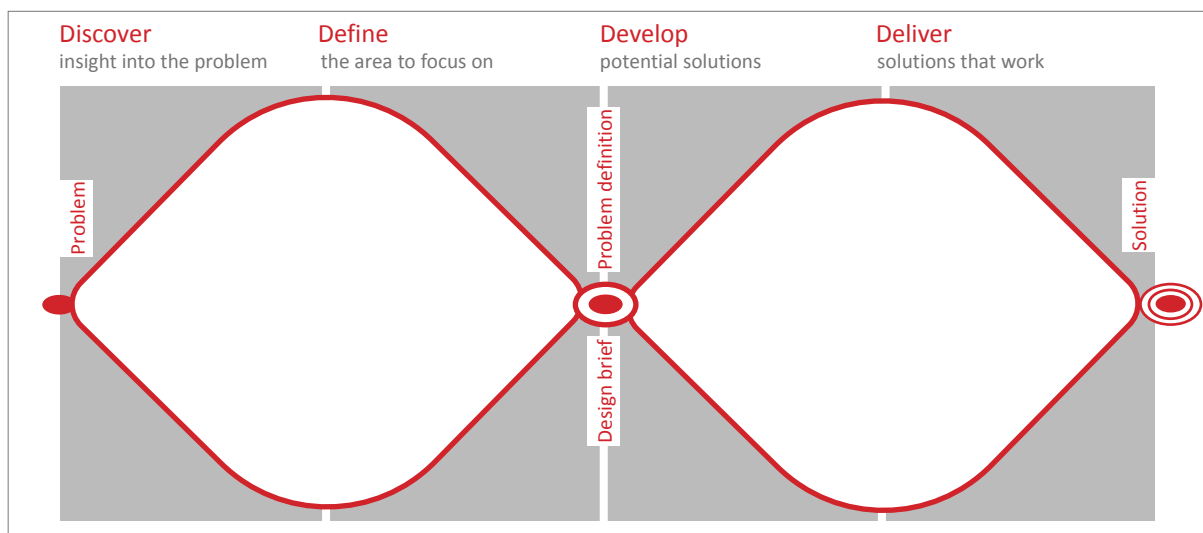 Discover
insight into the problem
Define
the area to focus on
Develop
potential solutions
Deliver
solutions that work
Problem
Problem definition
Design brief
Solution